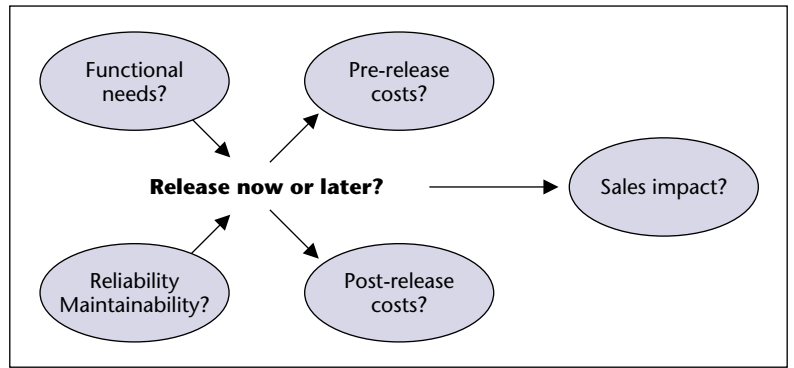 Functional
needs?
Pre-release
costs?
Release now or later?
Sales impact?
Reliability
Maintainability?
Post-release
costs?